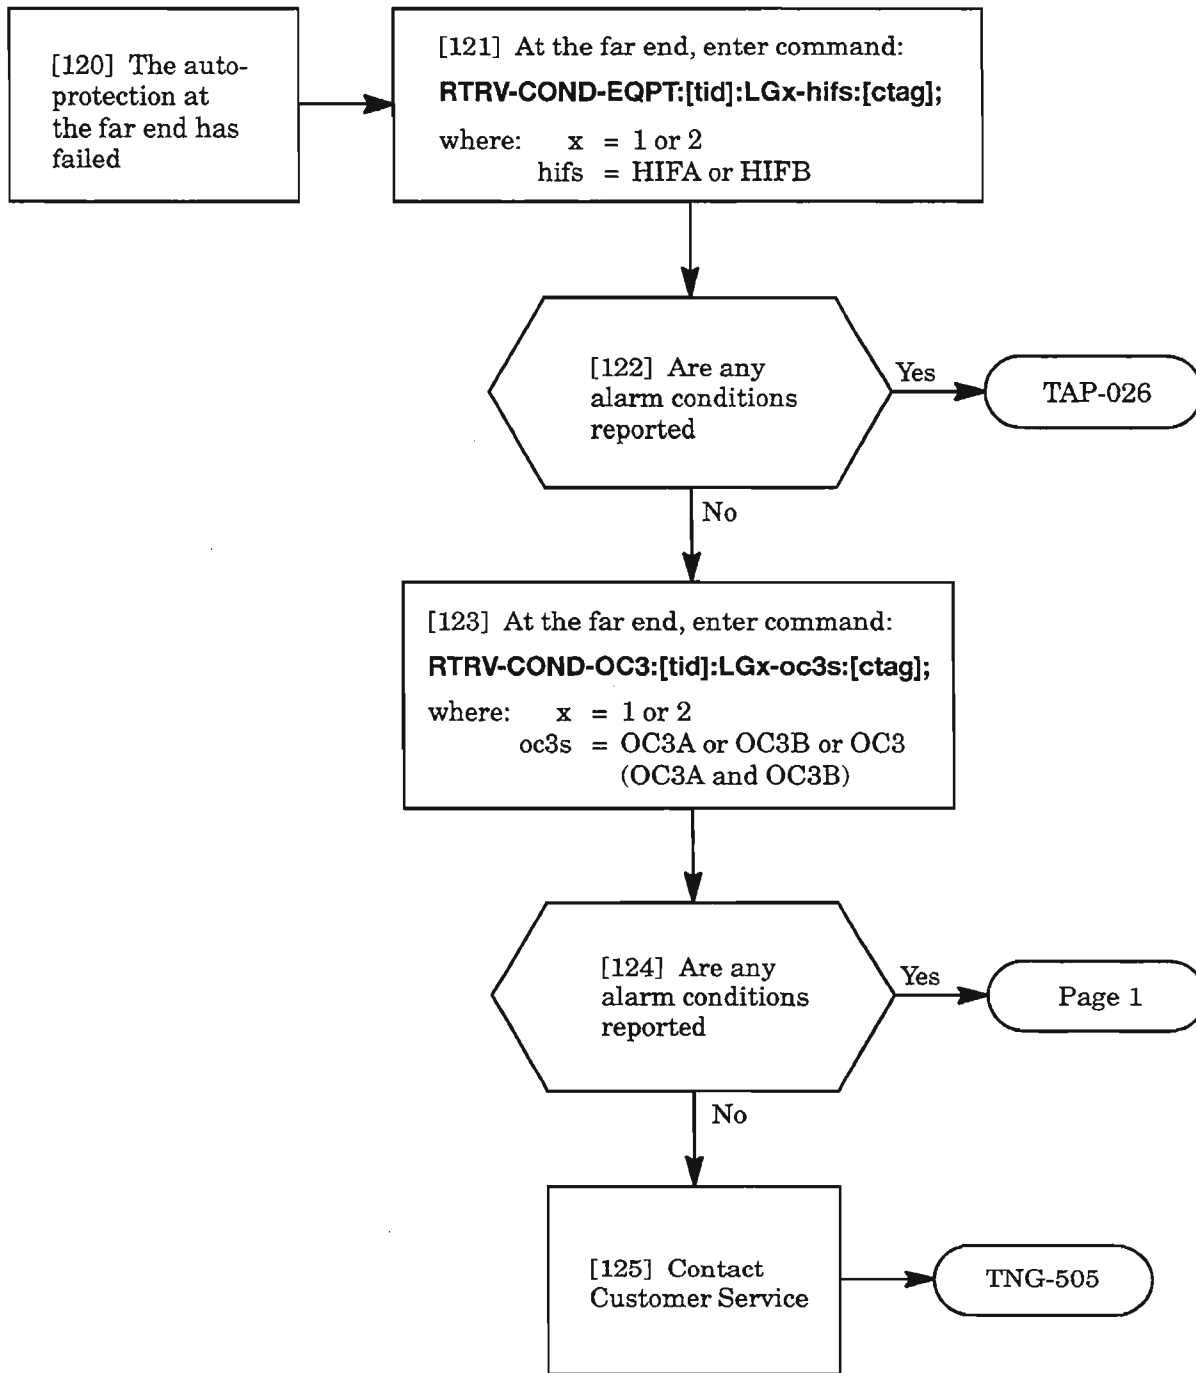 [120] The auto-
protection at
the far end has
failed
[121] At the far end, enter command:
RTRV-COND-EQPT:[tid]:LGx-hifs:[ctag];
where: x = 1 or 2
hifs = HIFA or HIFB
[122] Are any
alarm conditions
reported
Yes
TAP-026
No
[123] At the far end, enter command:
RTRV-COND-OC3:[tid]:LGx-oc3s:[ctag];
where: x = 1 or 2
oc3s = OC3A or OC3B or OC3
(OC3A and OC3B)
[124] Are any
alarm conditions
reported
Yes
Page 1
No
[125] Contact
Customer Service
TNG-505